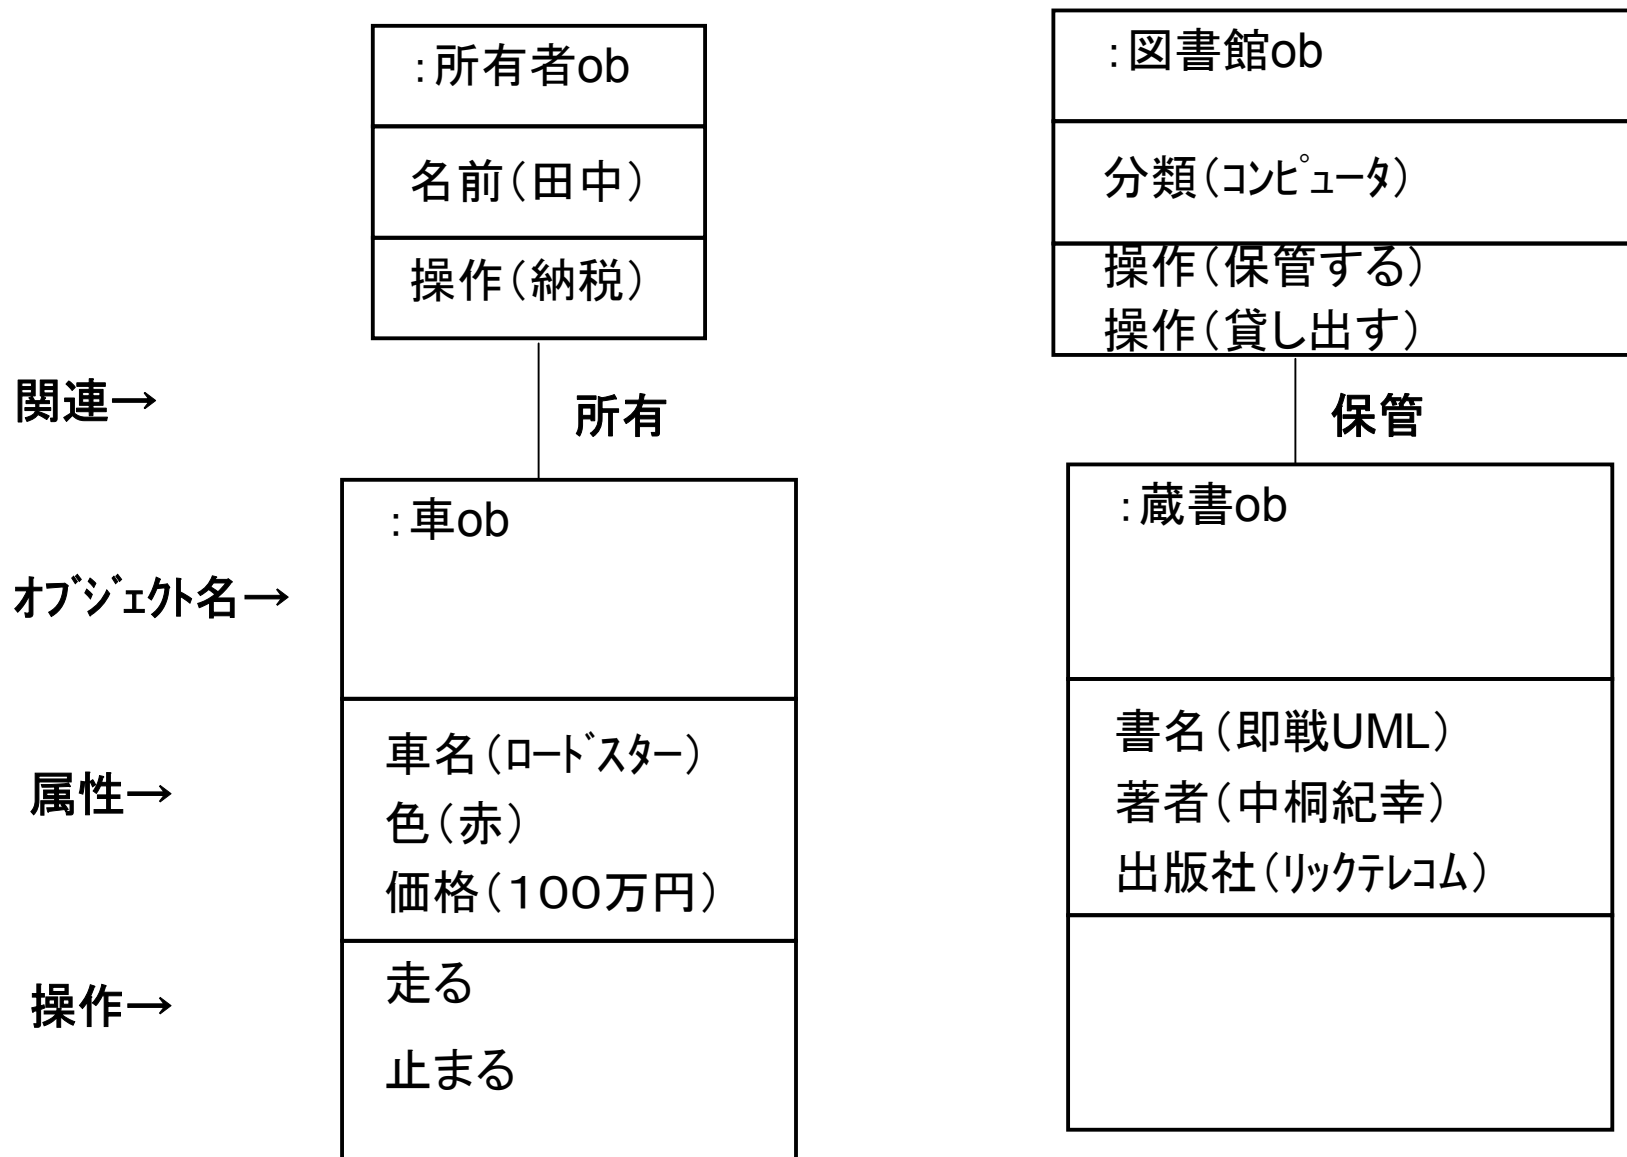 :所有者ob
名前(田中)
操作(納税)
:図書館ob
分類(ｺﾝﾋﾟｭｰﾀ)
操作(保管する)
操作(貸し出す)
関連→
所有
保管
:車ob
:蔵書ob
ｵﾌﾞｼﾞｪｸﾄ名→
属性→
車名(ﾛｰﾄﾞｽﾀｰ)
色(赤)
価格(１００万円)
書名(即戦UML)
著者(中桐紀幸)
出版社(ﾘｯｸﾃﾚｺﾑ)
操作→
走る
止まる